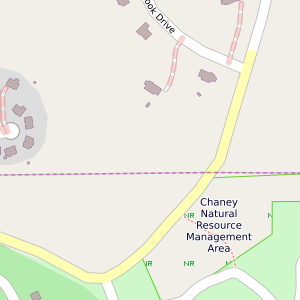 ook Drive
Chaney
Natural
Resource
Management
Area
NR NR
NR NR